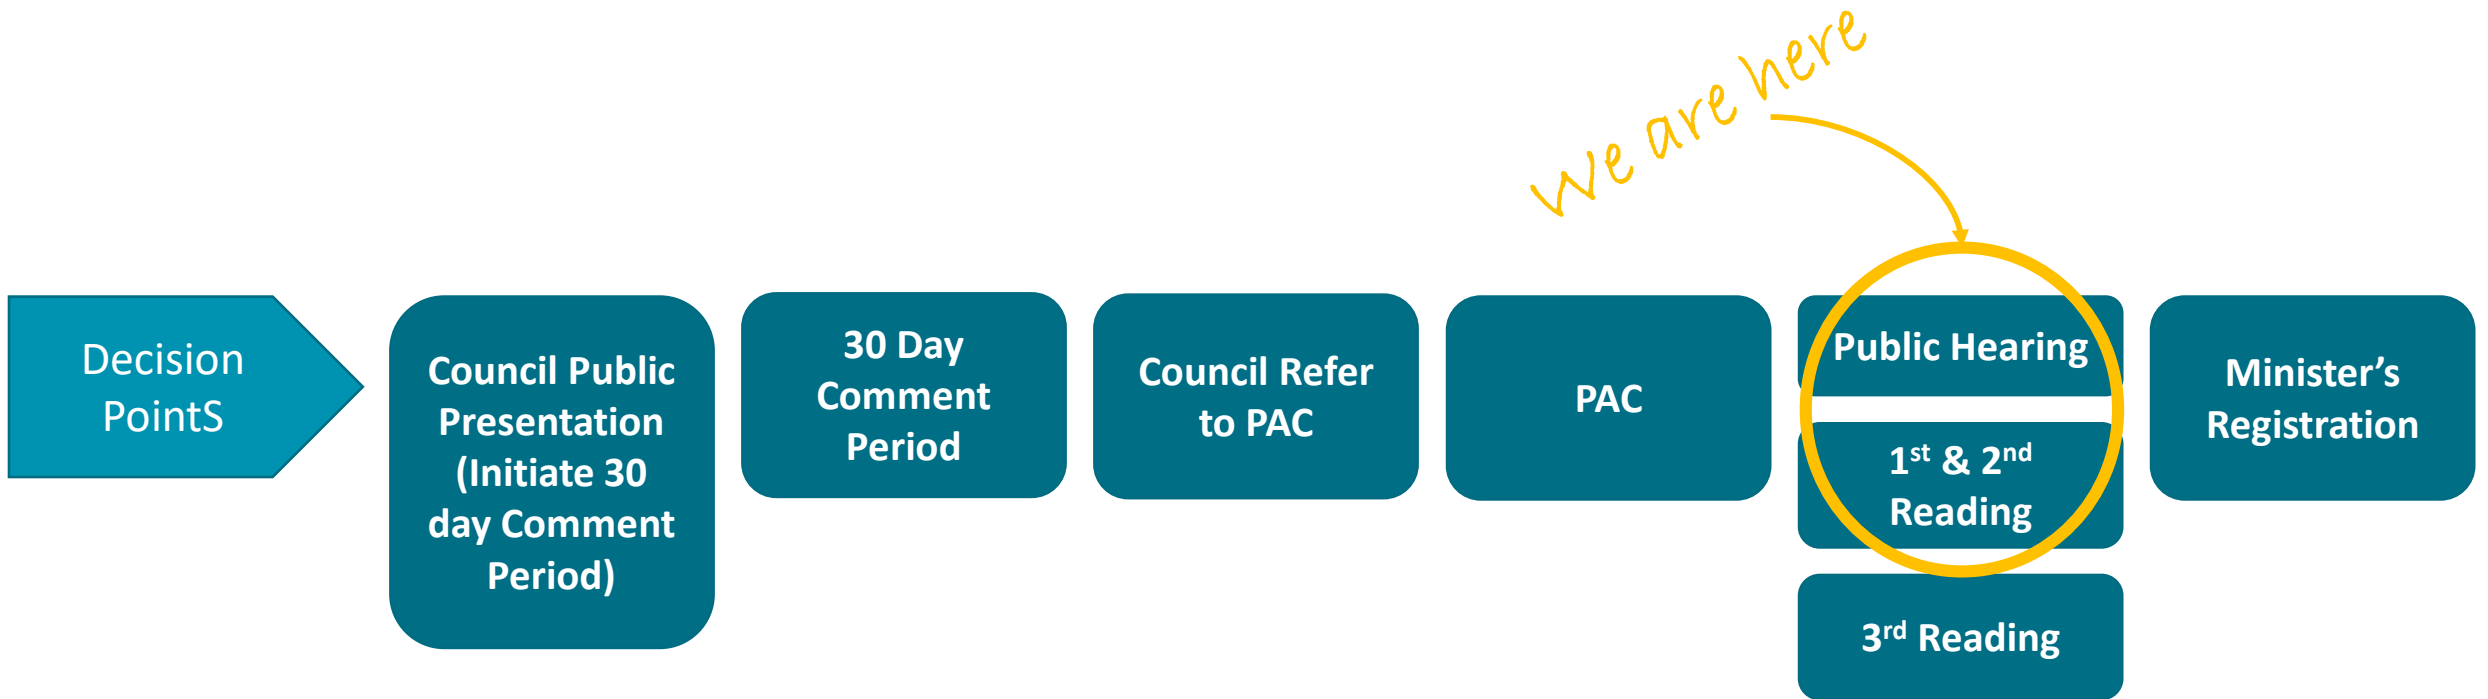 We are here
Decision
PointS
Council Public
Presentation
(Initiate 30
day Comment
Period)
30 Day
Comment
Period
Council Refer
to PAC
PAC
Public Hearing
1st & 2nd
Reading
3rd Reading
Minister’s
Registration